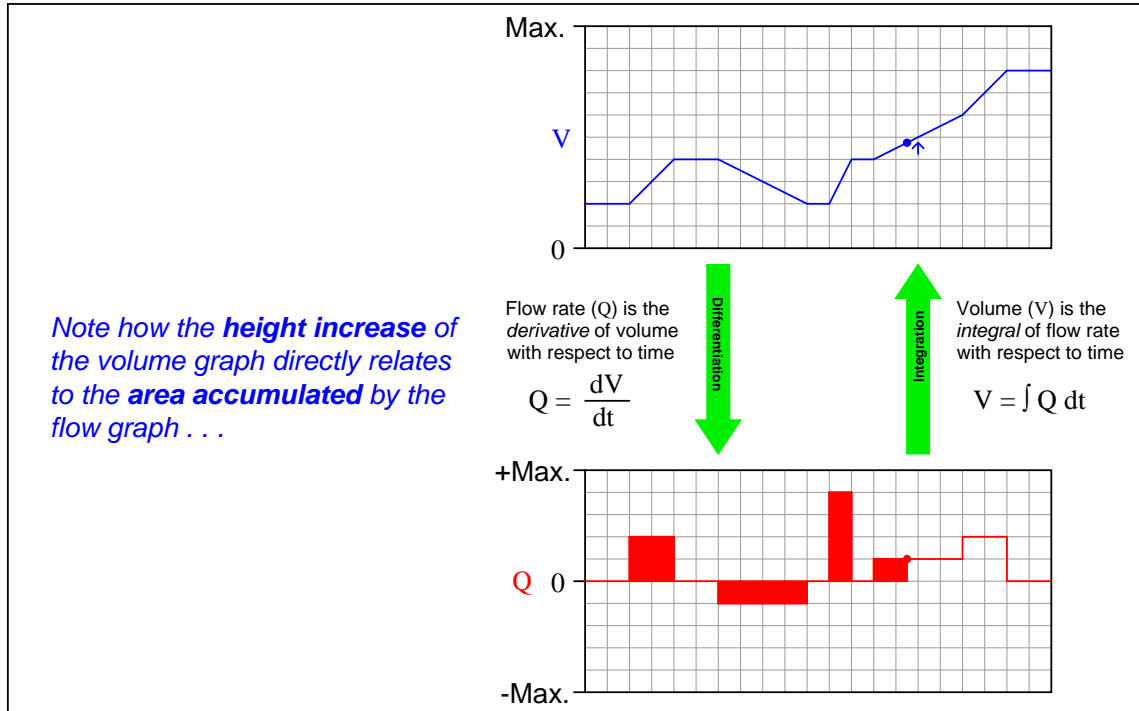 Max.
V
0
Note how the height increase of
the volume graph directly relates
to the area accumulated by the
flow graph . . .
Flow rate (Q) is the
derivative of volume
with respect to time
Q = dV
dt
Differentiation
Integration
Volume (V) is the
integral of flow rate
with respect to time
V = ∫ Q dt
+Max.
Q 0
-Max.